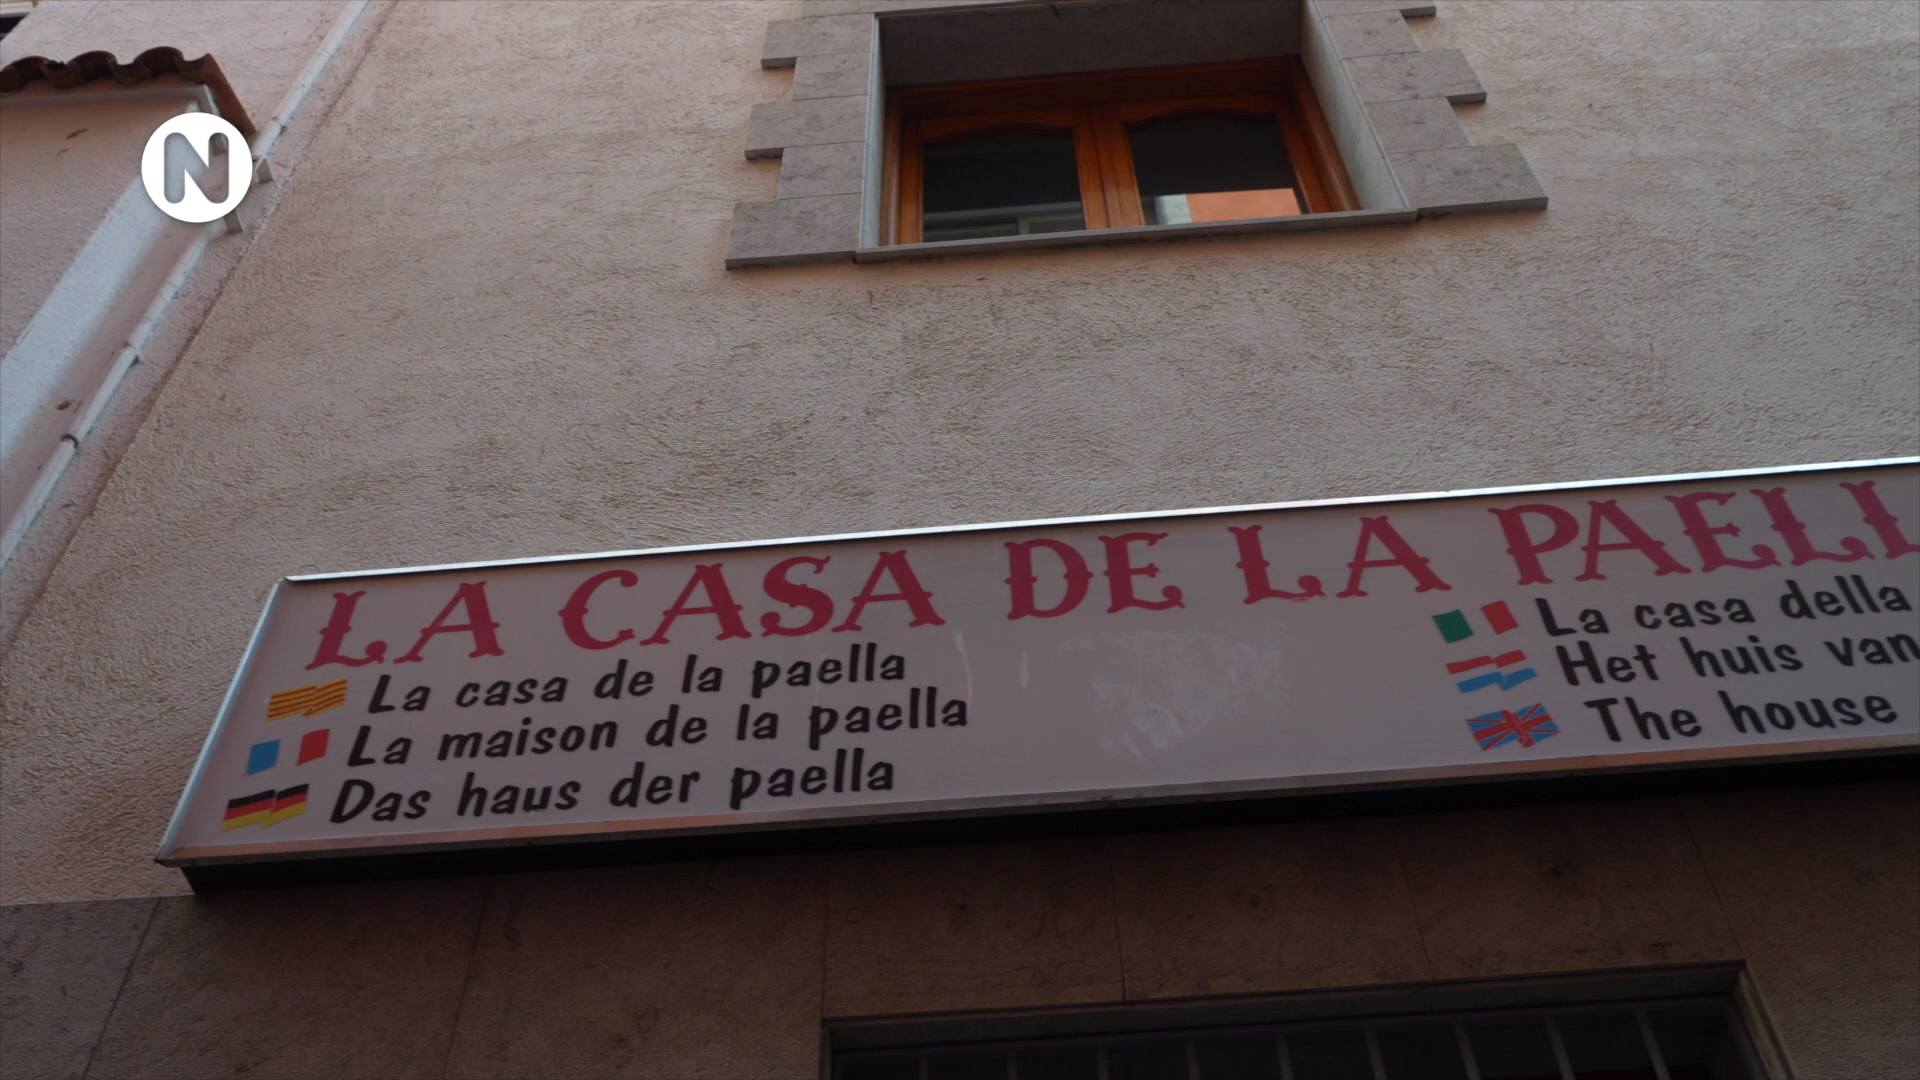 N
LA CASA DE LA PAELL
La casa de la paella
La maison de la paella
Das haus der paella
La casa della
Het huis van
The house